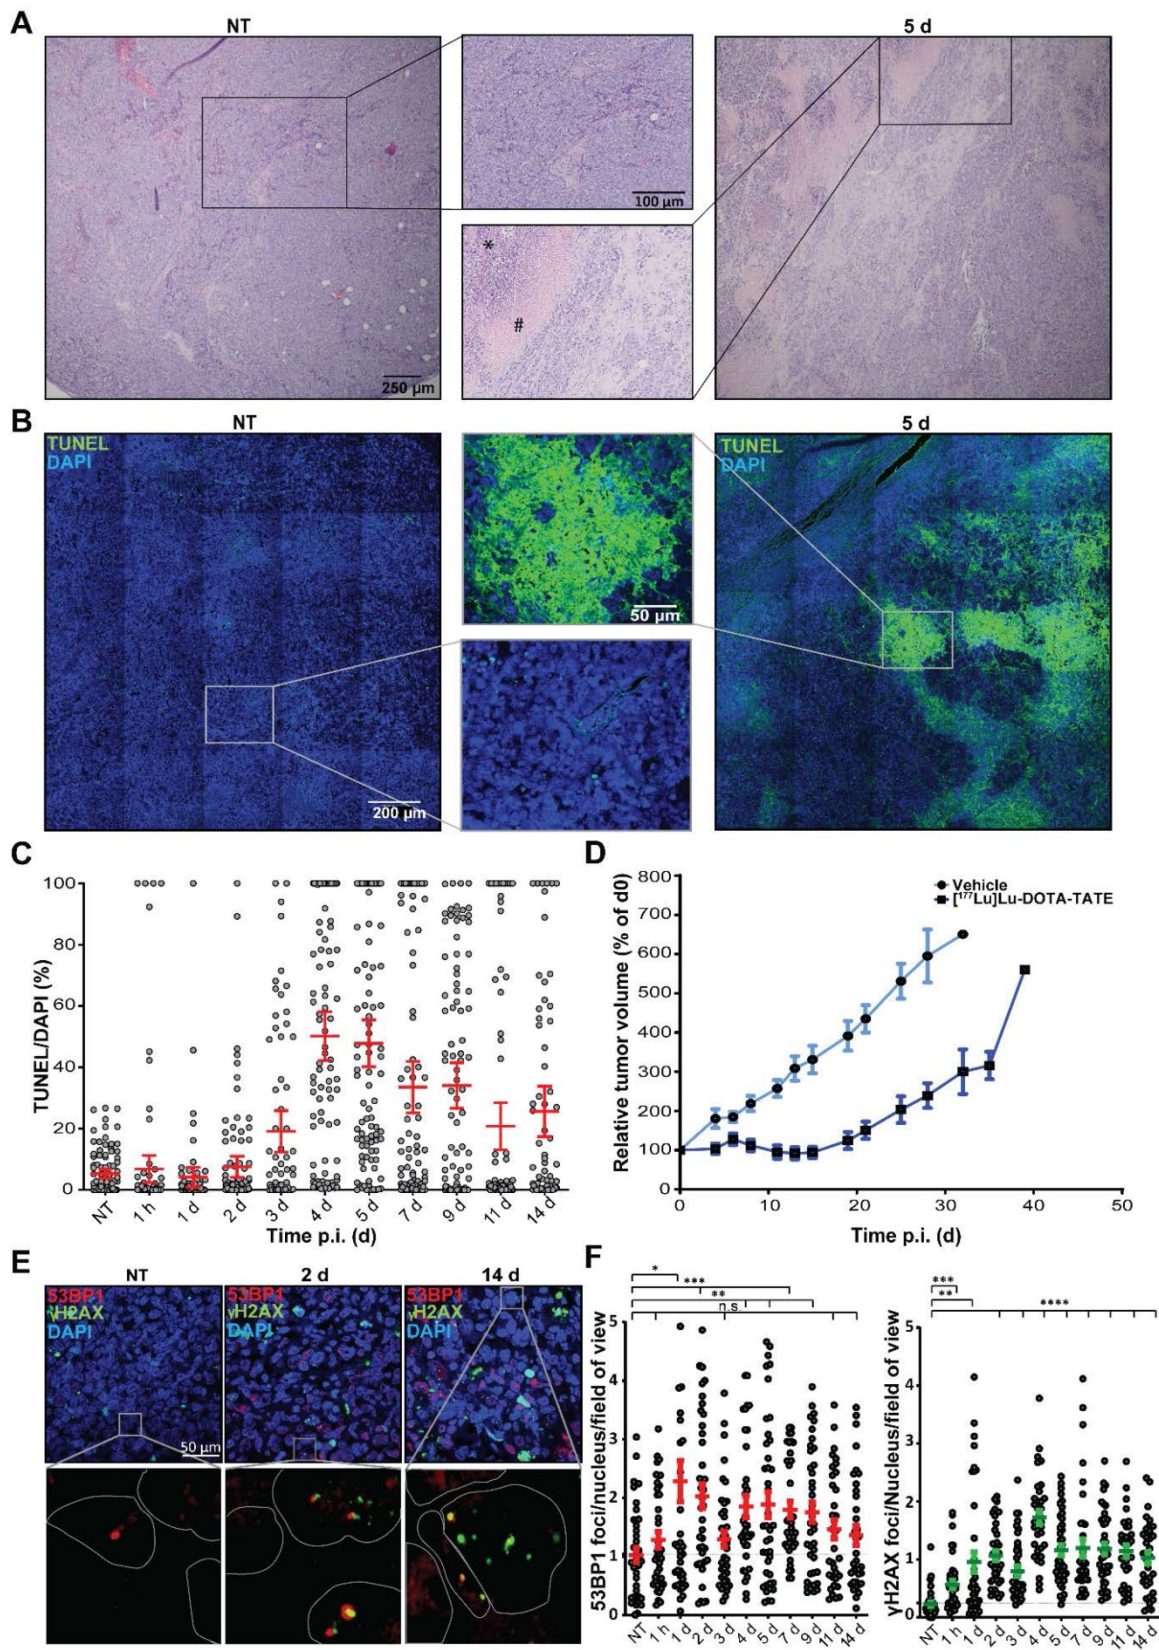 A
NT
5 d
100 µm
*
#
250 µm
B
NT
5 d
TUNEL
DAPI
TUNEL
DAPI
50 µm
200 µm
C
TUNEL/DAPI (%)
100
80
60
40
20
0
NT
1 h
1 d
2 d
3 d
4 d
5 d
7 d
9 d
11 d
14 d
Time p.i. (d)
D
Relative tumor volume (% of d0)
800
700
600
500
400
300
200
100
0
Vehicle
[¹⁷⁷Lu]Lu-DOTA-TATE
0
10
20
30
40
50
Time p.i. (d)
E
NT
2 d
14 d
53BP1
γH2AX
DAPI
53BP1
γH2AX
DAPI
53BP1
γH2AX
DAPI
50 µm
F
*
***
**
n.s.
53BP1 foci/nucleus/field of view
5
4
3
2
1
0
NT
1 h
1 d
2 d
3 d
4 d
5 d
7 d
9 d
11 d
14 d
***
**
****
γH2AX foci/Nucleus/field of view
5
4
3
2
1
0
NT
1 h
1 d
2 d
3 d
4 d
5 d
7 d
9 d
11 d
14 d